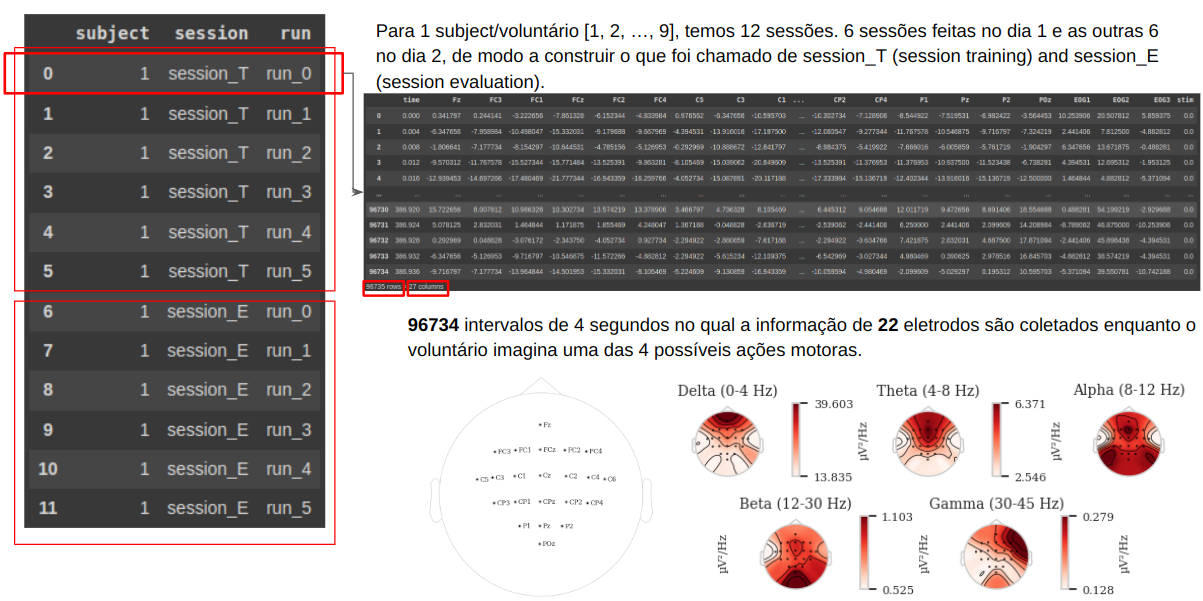 subject session run
0 1 session_T run_0
1 1 session_T run_1
2 1 session_T run_2
3 1 session_T run_3
4 1 session_T run_4
5 1 session_T run_5
6 1 session_E run_0
7 1 session_E run_1
8 1 session_E run_2
9 1 session_E run_3
10 1 session_E run_4
11 1 session_E run_5
Para 1 subject/voluntário [1, 2, ..., 9], temos 12 sessões. 6 sessões feitas no dia 1 e as outras 6
no dia 2, de modo a construir o que foi chamado de session_T (session training) and session_E
(session evaluation).
time Fz FC3 FC1 FCz FC2 FC4 C5 C3 C1 ... CP2 CP4 P1 Pz P2 POz EOG1 EOG2 EOG3 stim
0 0.000 0.341797 0.244141 -3.222656 -7.861328 -6.152344 -4.833984 0.976562 -6.347656 -10.595703 ... -10.302734 -7.128906 -6.544922 -7.519531 -6.982422 -3.564453 10.253906 20.507812 5.859375 0.0
1 0.004 -6.347656 -7.958984 -10.498047 -15.332031 -9.179688 -9.667969 -4.394531 -13.916016 -17.187500 ... -12.060547 -9.277344 -11.767578 -10.546875 -9.716797 -7.324219 2.441406 7.812500 -4.882812 0.0
2 0.008 -1.806641 -7.177734 -8.154297 -10.644531 -4.785156 -5.126953 -0.292969 -10.888672 -12.841797 ... -8.984375 -5.419922 -7.666016 -6.005859 -5.761719 -1.904297 6.347656 13.671875 -0.488281 0.0
3 0.012 -9.570312 -11.767578 -15.527344 -15.771484 -13.525391 -9.863281 -6.105469 -15.039062 -20.849609 ... -13.525391 -11.376953 -11.376953 -10.937500 -11.523438 -6.738281 4.394531 12.695312 -1.953125 0.0
4 0.016 -12.939453 -14.697266 -17.480469 -21.777344 -16.943359 -16.259766 -4.052734 -15.087891 -20.117188 ... -17.333984 -15.136719 -12.402344 -13.916016 -15.136719 -12.500000 1.464844 4.882812 -5.371094 0.0
... ... ... ... ... ... ... ... ... ... ... ... ... ... ... ... ... ... ... ... ...
96730 386.920 15.722656 8.007812 10.986328 10.302734 13.574219 13.378906 3.466797 4.736328 8.105469 ... 6.445312 9.054688 12.011719 9.472656 8.691406 18.554688 0.488281 54.199219 -2.929688 0.0
96731 386.924 5.078125 2.832031 1.464844 1.171875 1.855469 4.248047 1.367188 -0.048828 -2.636719 ... -2.539062 -2.441406 6.250000 2.441406 2.099609 14.208984 -8.789062 46.875000 -10.253906 0.0
96732 386.928 0.292969 0.048828 -3.076172 -2.343750 -4.052734 0.927734 -2.294922 -2.880859 -7.617188 ... -2.294922 -3.634766 7.421875 2.832031 4.687500 17.871094 -2.441406 45.898438 -4.394531 0.0
96733 386.932 -6.347656 -5.126953 -9.716797 -10.546875 -11.572266 -4.882812 -2.294922 -5.615234 -12.109375 ... -6.542969 -3.027344 4.980469 0.390625 2.978516 16.845703 -4.882812 38.574219 -4.394531 0.0
96734 386.936 -9.716797 -7.177734 -13.964844 -14.501953 -15.332031 -8.105469 -5.224609 -9.130859 -16.943359 ... -10.058594 -4.980469 -2.099609 -5.029297 0.195312 10.595703 -5.371094 39.550781 -10.742188 0.0
96735 rows 27 columns
96734 intervalos de 4 segundos no qual a informação de 22 eletrodos são coletados enquanto o
voluntário imagina uma das 4 possíveis ações motoras.
Fz
FC3 FC1 FCz FC2 FC4
C5 C3 C1 Cz C2 C4 C6
CP3 CP1 CPz CP2 CP4
P1 Pz P2
POz
Delta (0-4 Hz) Theta (4-8 Hz) Alpha (8-12 Hz)
39.603 6.371
µV²/Hz µV²/Hz
13.835 2.546
Beta (12-30 Hz) Gamma (30-45 Hz)
1.103 0.279
µV²/Hz µV²/Hz µV²/Hz
0.525 0.128